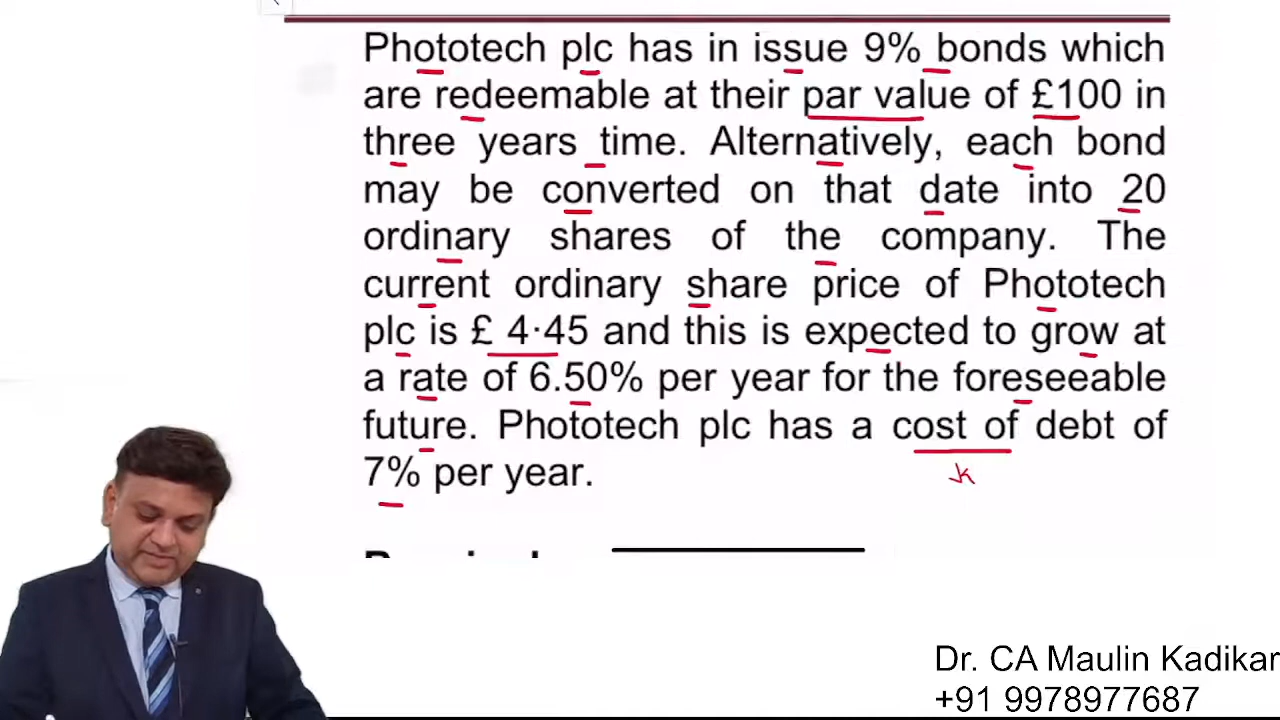 Phototech plc has in issue 9% bonds which
are redeemable at their par value of £100 in
three years time. Alternatively, each bond
may be converted on that date into 20
ordinary shares of the company. The
current ordinary share price of Phototech
plc is £ 4·45 and this is expected to grow at
a rate of 6.50% per year for the foreseeable
future. Phototech plc has a cost of debt of
7% per year.
Dr. CA Maulin Kadikar
+91 9978977687